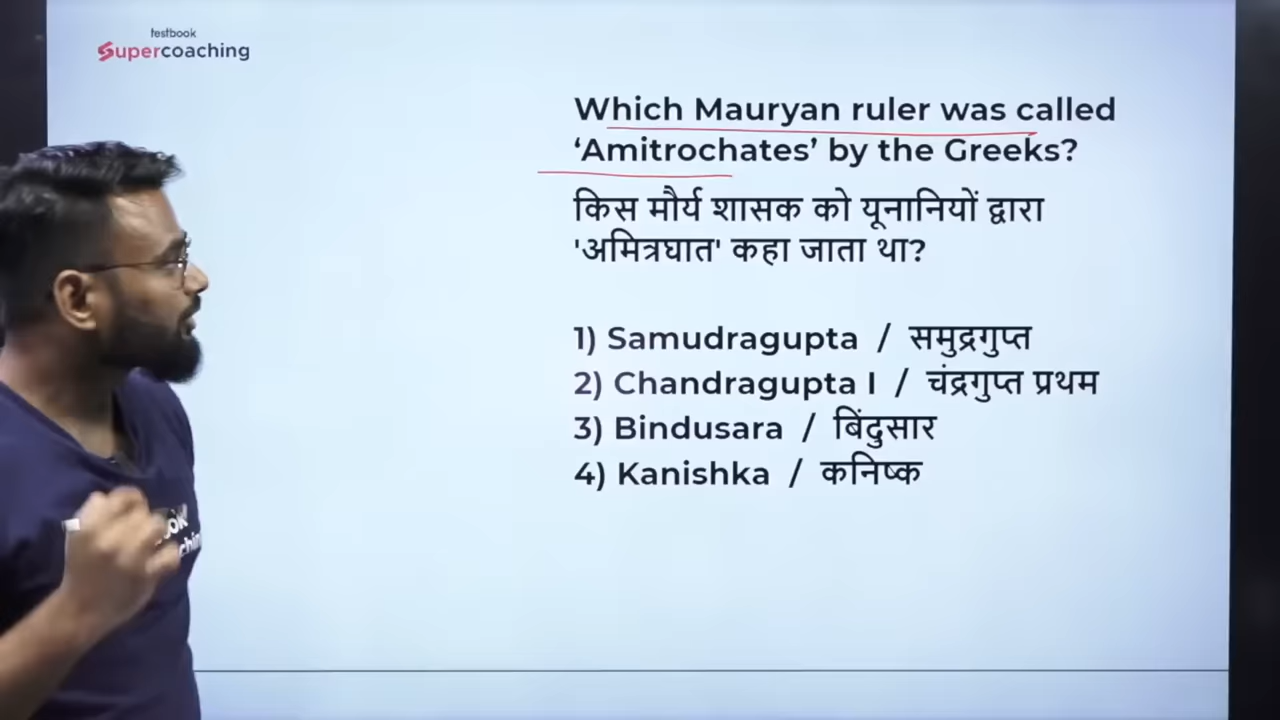 testbook
Supercoaching
Which Mauryan ruler was called
‘Amitrochates’ by the Greeks?
किस मौर्य शासक को यूनानियों द्वारा
'अमित्रघात' कहा जाता था?
1) Samudragupta / समुद्रगुप्त
2) Chandragupta I / चंद्रगुप्त प्रथम
3) Bindusara / बिंदुसार
4) Kanishka / कनिष्क